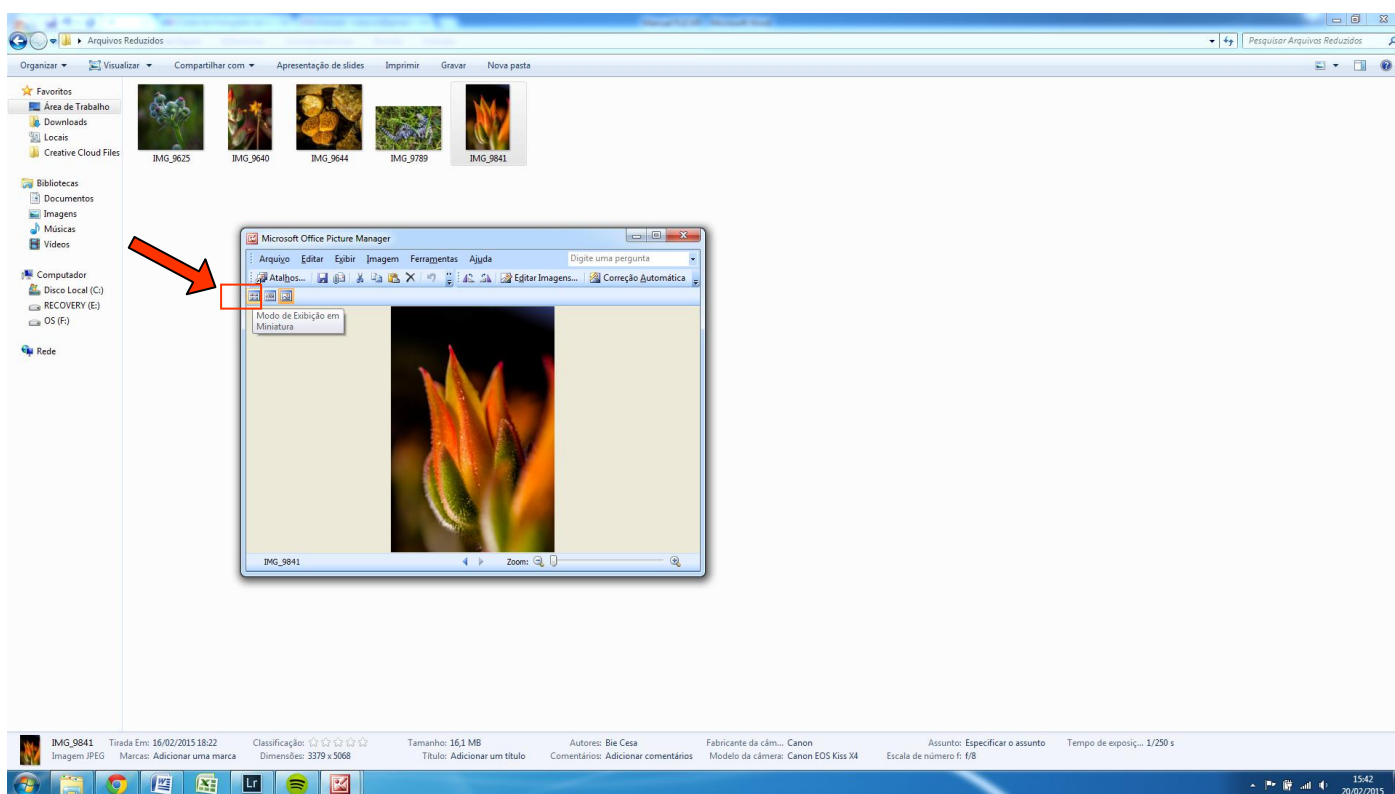 Arquivos Reduzidos
Pesquisar Arquivos Reduzidos
Organizar Visualizar Compartilhar com Apresentação de slides Imprimir Gravar Nova pasta
Favoritos
Área de Trabalho
Downloads
Locais
Creative Cloud Files
Bibliotecas
Documentos
Imagens
Músicas
Vídeos
Computador
Disco Local (C:)
RECOVERY (E:)
OS (F:)
Rede
IMG_9625 IMG_9640 IMG_9644 IMG_9789 IMG_9841
Microsoft Office Picture Manager
Arquivo Editar Exibir Imagem Ferramentas Ajuda Digite uma pergunta
Atalhos... Editar Imagens... Correção Automática
Modo de Exibição em
Miniatura
IMG_9841 Zoom:
IMG_9841 Tirada Em: 16/02/2015 18:22 Classificação: Tamanho: 16,1 MB Autores: Bie Cesa Fabricante da câm... Canon Assunto: Especificar o assunto Tempo de exposiç... 1/250 s
Imagem JPEG Marcas: Adicionar uma marca Dimensões: 3379 x 5068 Título: Adicionar um título Comentários: Adicionar comentários Modelo da câmera: Canon EOS Kiss X4 Escala de número f: f/8
Lr
15:42
20/02/2015